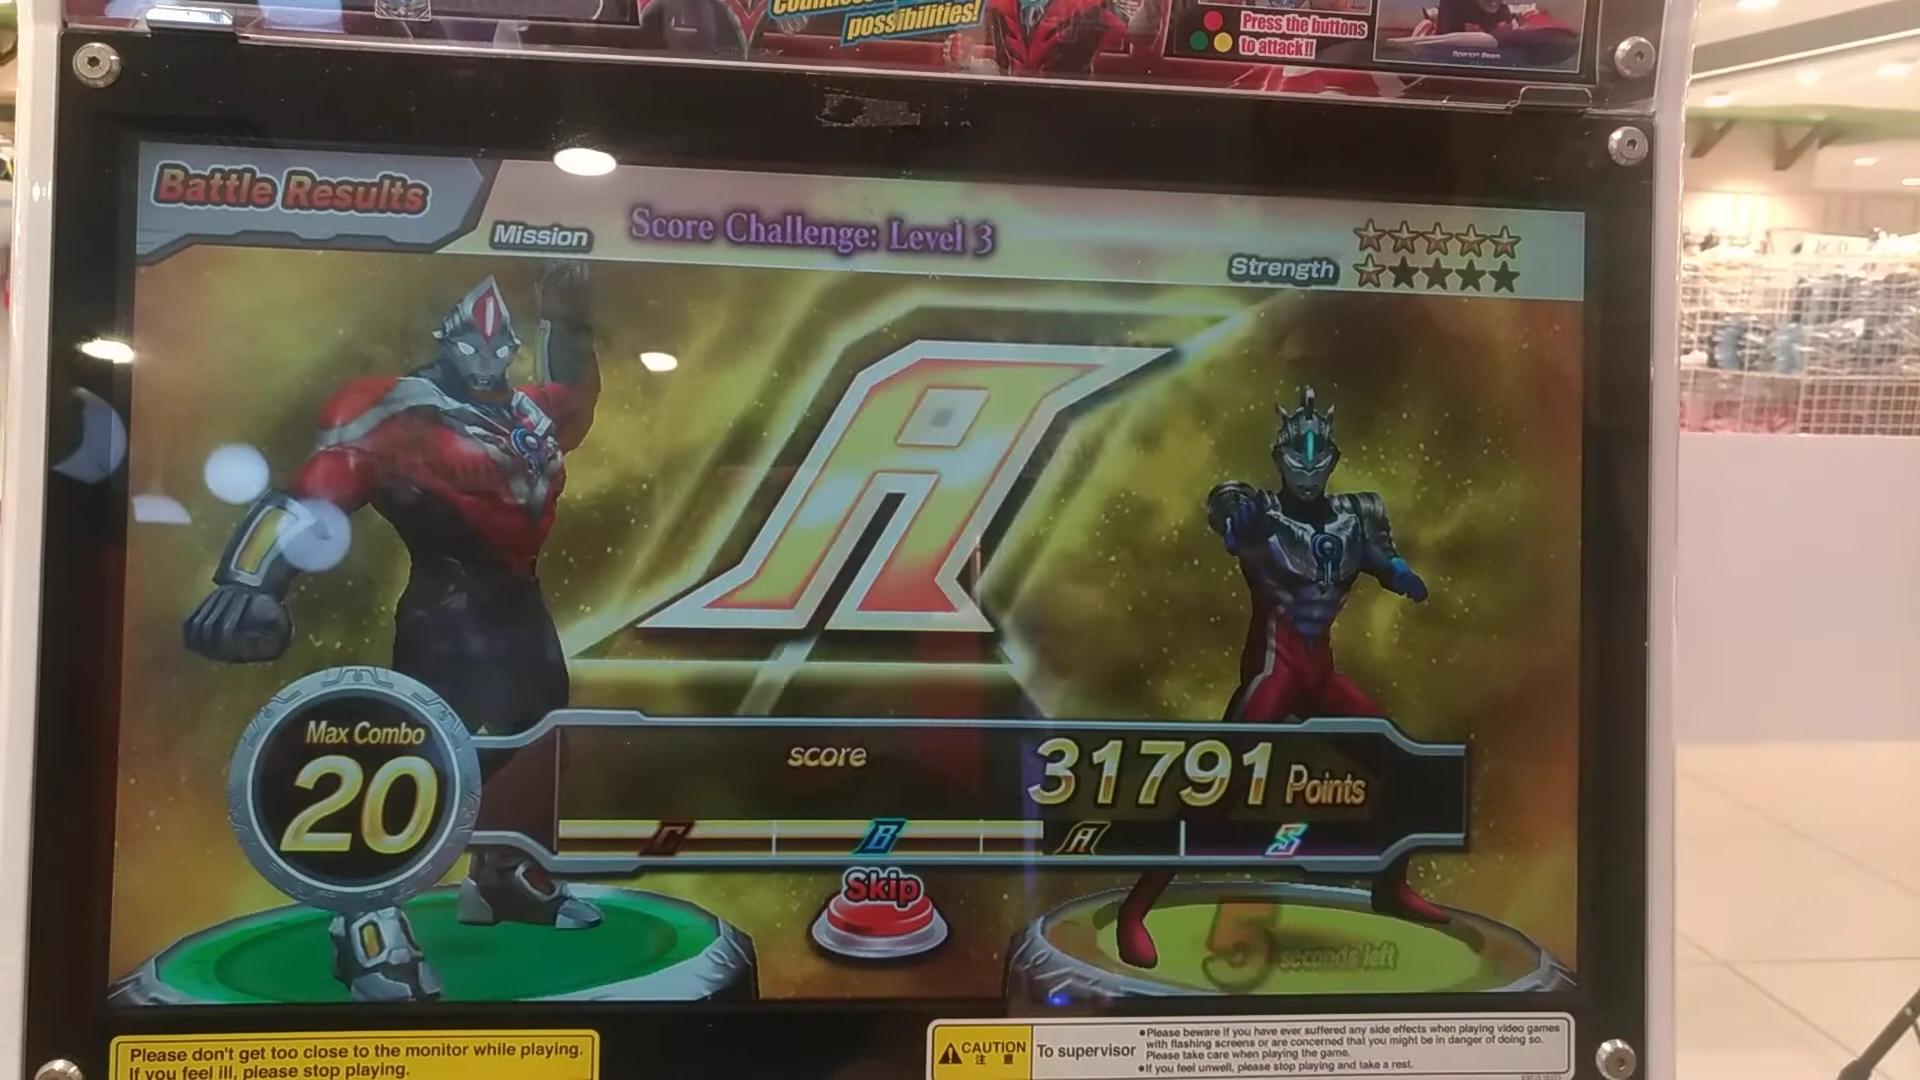 possibilities!
Press the buttons
to attack!!
Battle Results
Mission
Score Challenge: Level 3
Strength
A
Max Combo
20
score
31791 Points
C
B
A
S
Skip
5 seconds left
Please don't get too close to the monitor while playing.
If you feel ill, please stop playing.
CAUTION
注 意
To supervisor
•Please beware if you have ever suffered any side effects when playing video games
with flashing screens or are concerned that you might be in danger of doing so.
Please take care when playing the game.
•If you feel unwell, please stop playing and take a rest.